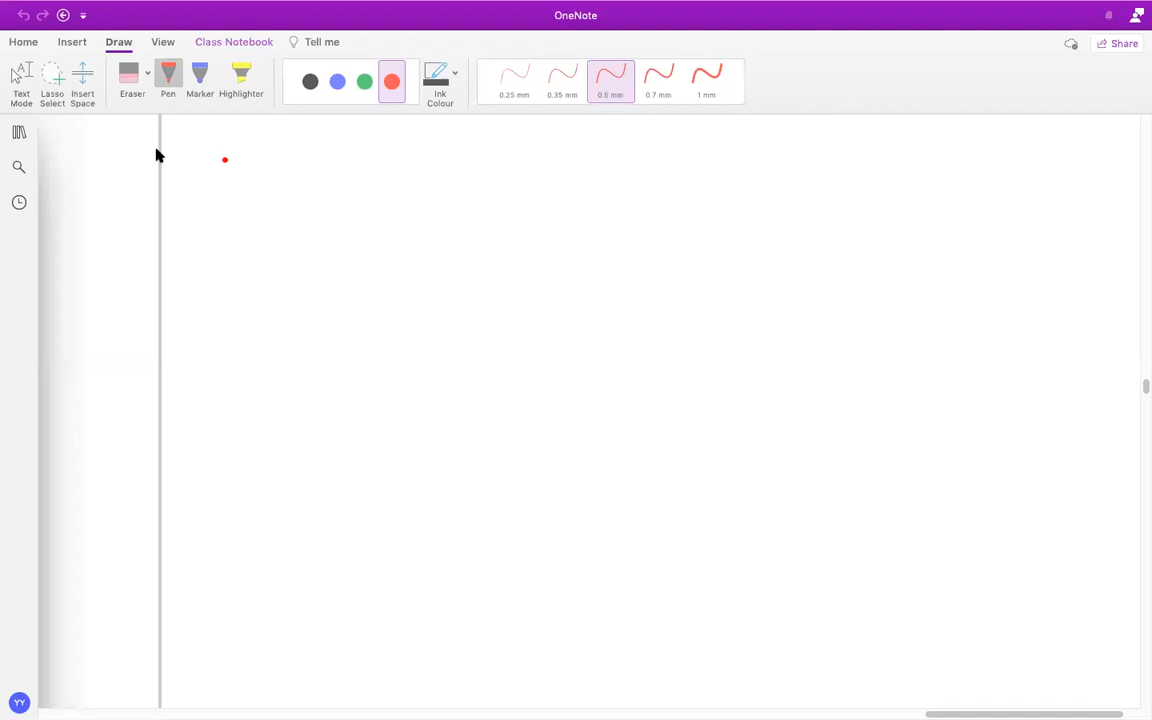 OneNote
Home Insert Draw View Class Notebook Tell me Share
Text Mode
Lasso Select
Insert Space
Eraser
Pen
Marker
Highlighter
Ink Colour
0.25 mm
0.35 mm
0.5 mm
0.7 mm
1 mm
YY